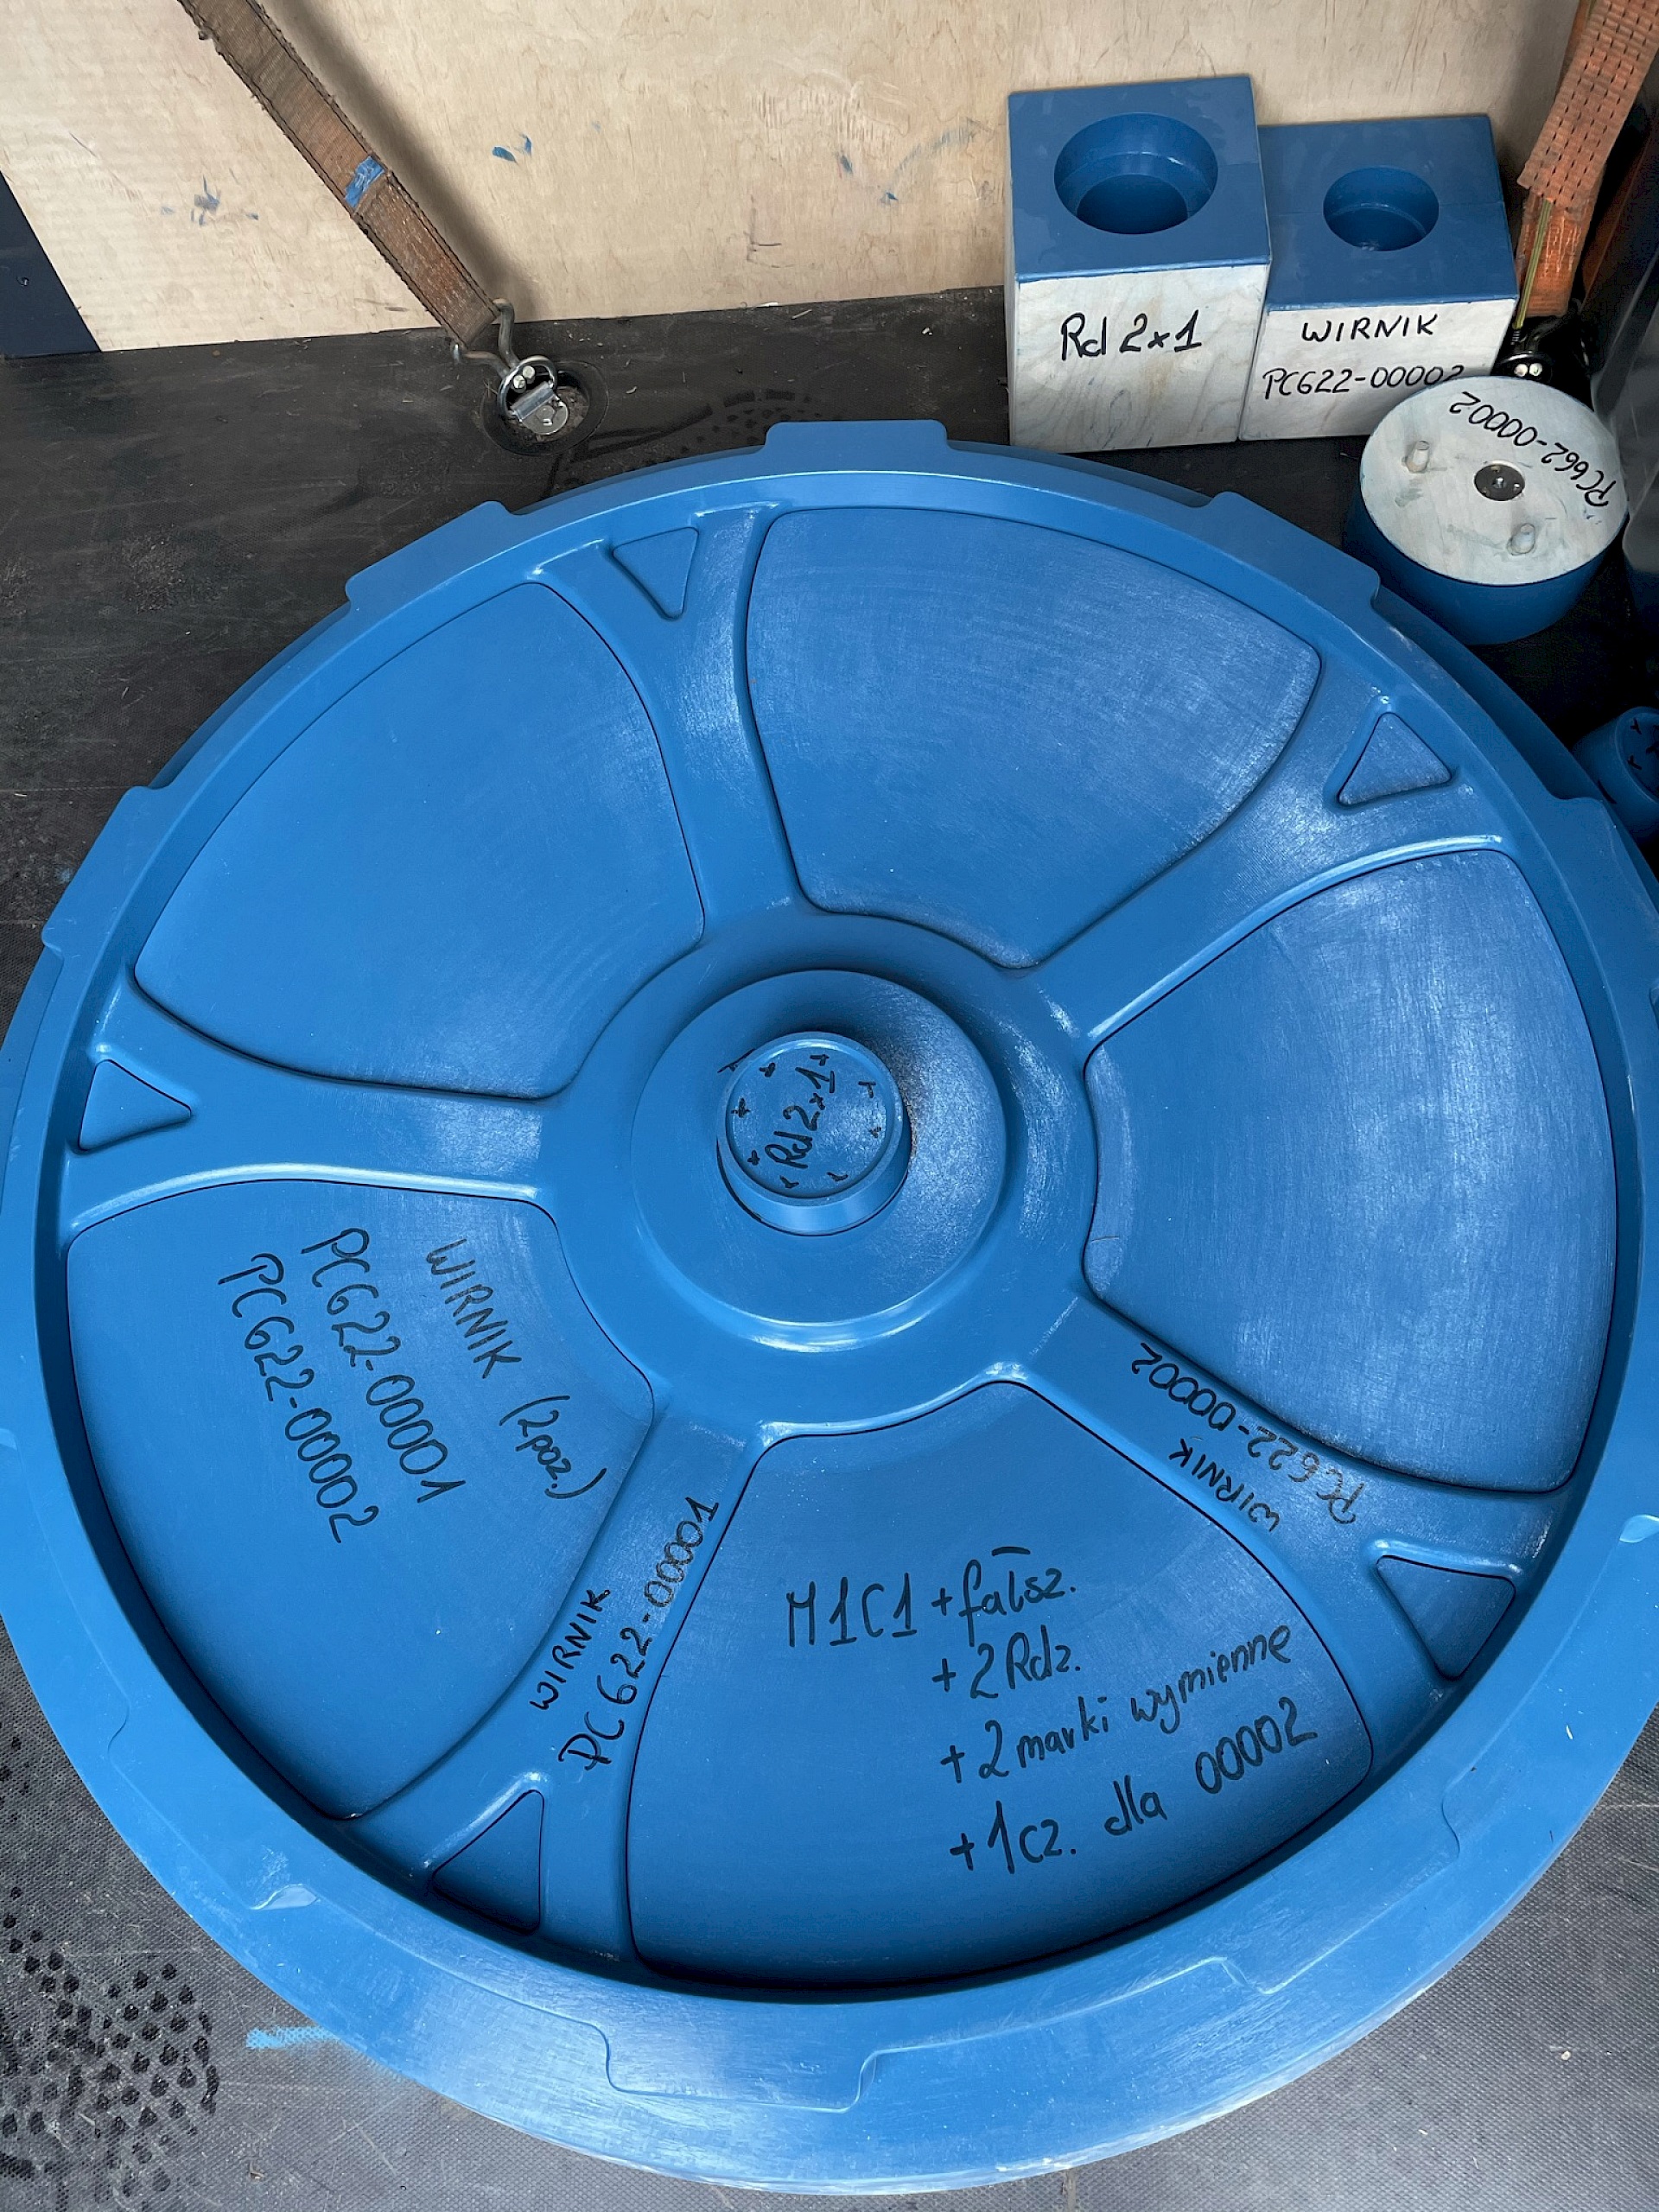 Rd 2x1
WIRNIK
PC622-00002
PC662-00002
Rd 2x1
WIRNIK (2poz.)
PC622-00001
PC622-00002
WIRNIK
PC622-00001
WIRNIK
PC622-00002
M1C1 + fałsz.
+ 2 Rdz.
+ 2 marki wymienne
+ 1 cz. dla 00002